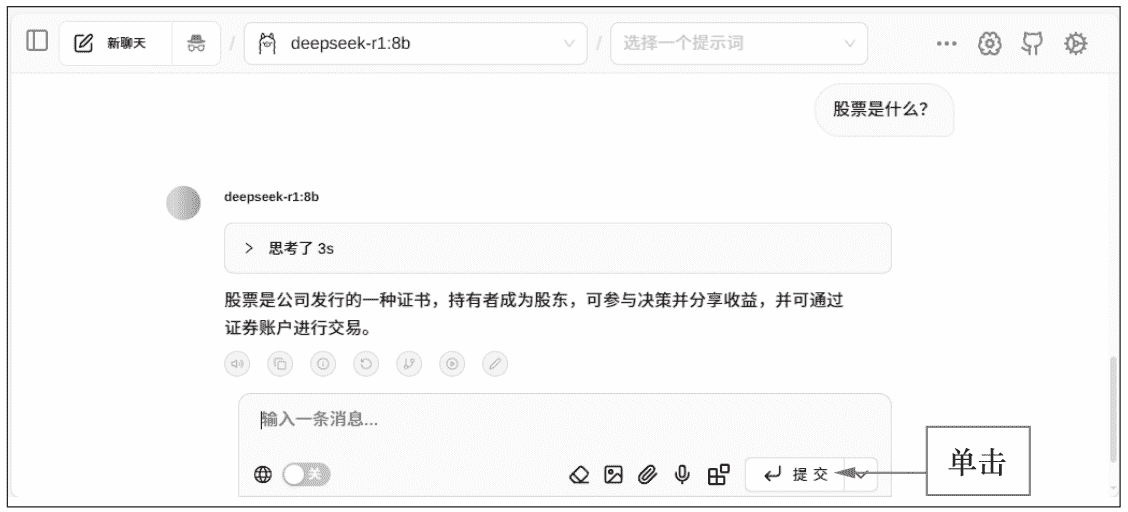 新聊天 / deepseek-r1:8b / 选择一个提示词
股票是什么?
deepseek-r1:8b
> 思考了 3s
股票是公司发行的一种证书，持有者成为股东，可参与决策并分享收益，并可通过
证券账户进行交易。
输入一条消息...
关 提交 单击